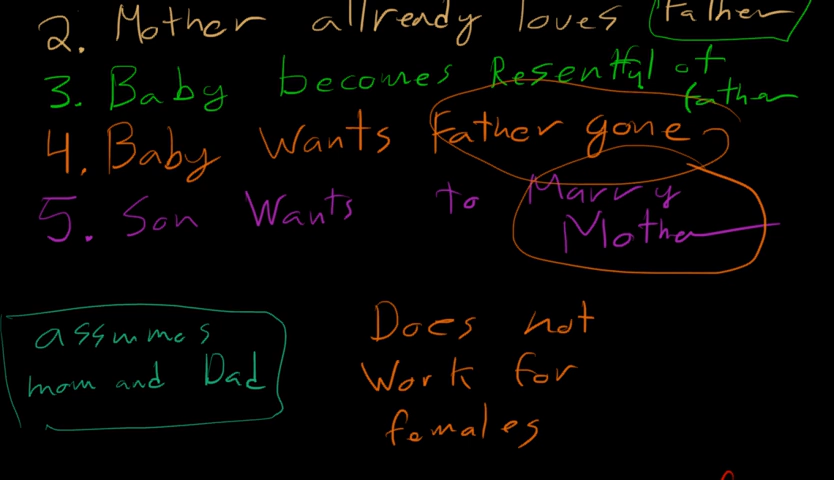 2. Mother allready loves Father
3. Baby becomes Resentful of father
4. Baby Wants Father gone
5. Son Wants to Marry Mother
assumes
mom and Dad
Does not
Work for
females